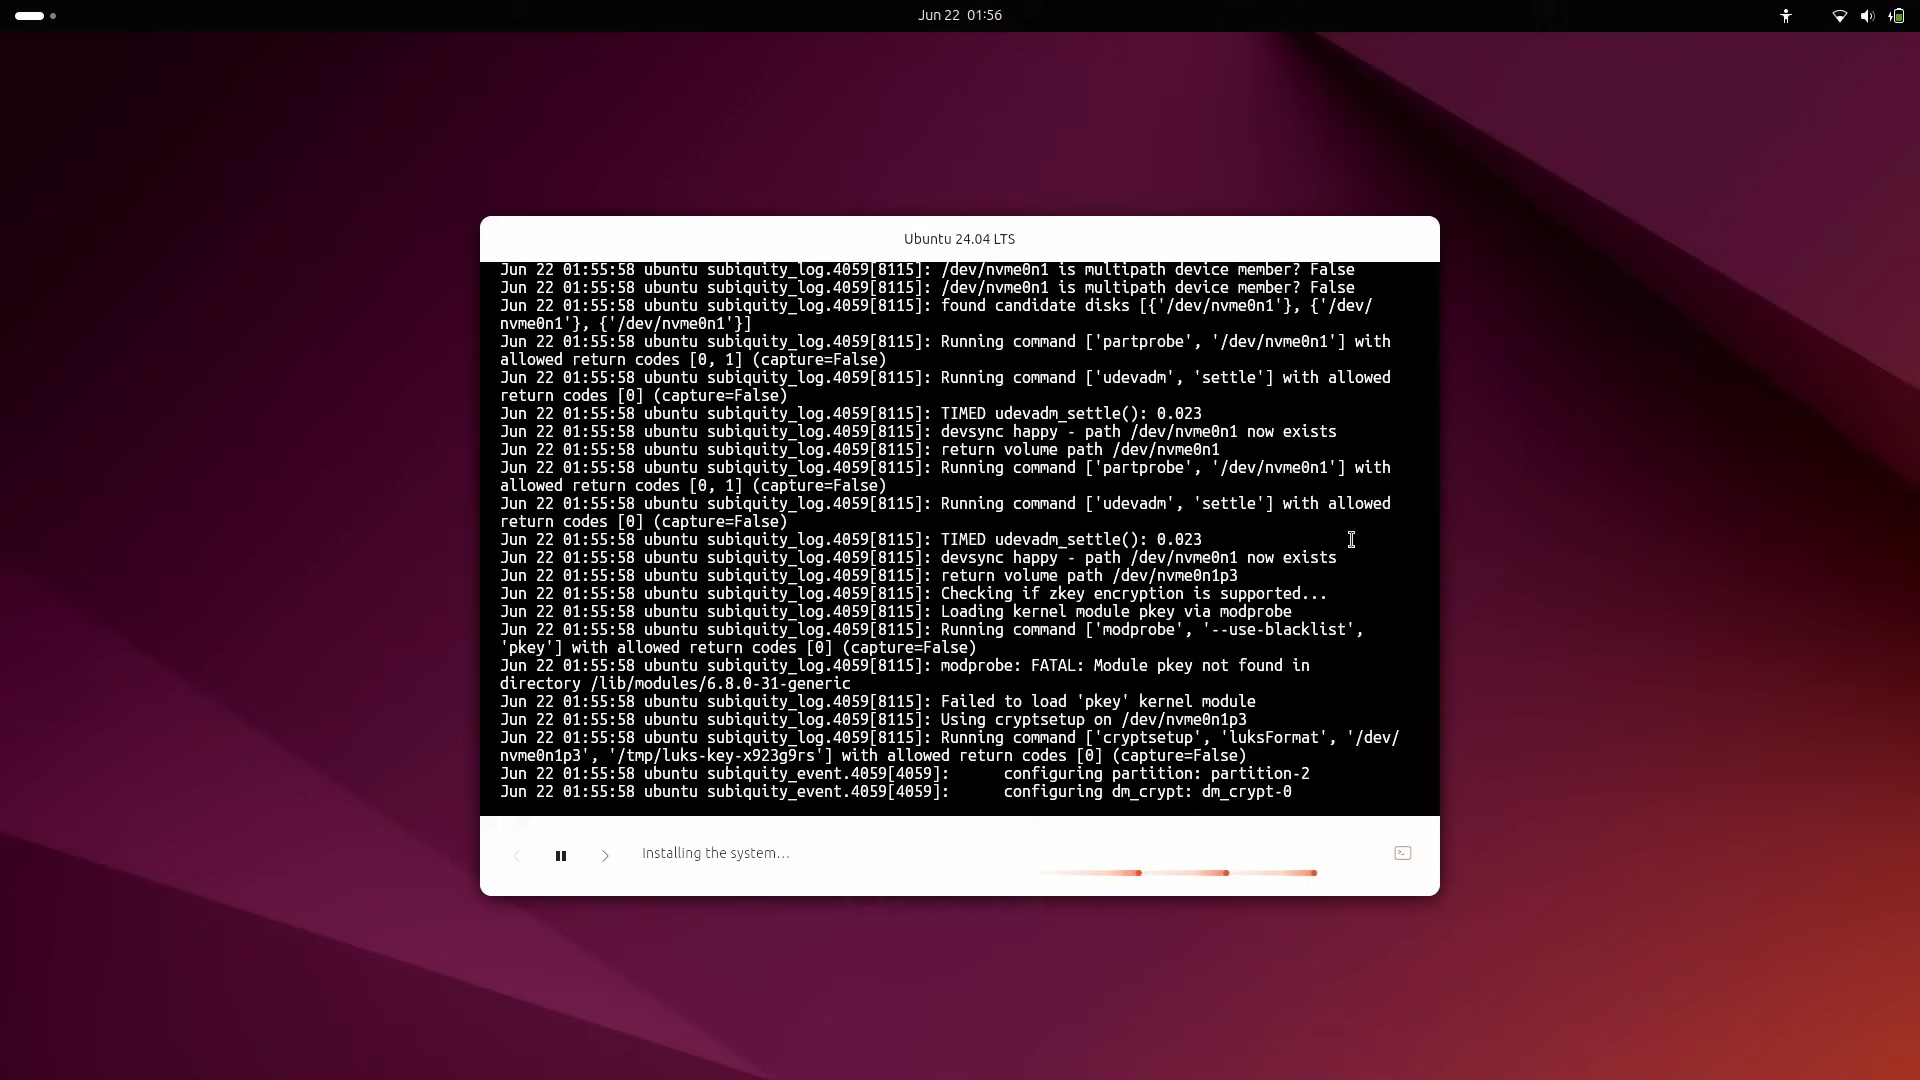 Jun 22 01:56
Ubuntu 24.04 LTS
Jun 22 01:55:58 ubuntu subiquity_log.4059[8115]: /dev/nvme0n1 is multipath device member? False
Jun 22 01:55:58 ubuntu subiquity_log.4059[8115]: /dev/nvme0n1 is multipath device member? False
Jun 22 01:55:58 ubuntu subiquity_log.4059[8115]: found candidate disks [{'/dev/nvme0n1'}, {'/dev/
nvme0n1'}, {'/dev/nvme0n1'}]
Jun 22 01:55:58 ubuntu subiquity_log.4059[8115]: Running command ['partprobe', '/dev/nvme0n1'] with
allowed return codes [0, 1] (capture=False)
Jun 22 01:55:58 ubuntu subiquity_log.4059[8115]: Running command ['udevadm', 'settle'] with allowed
return codes [0] (capture=False)
Jun 22 01:55:58 ubuntu subiquity_log.4059[8115]: TIMED udevadm_settle(): 0.023
Jun 22 01:55:58 ubuntu subiquity_log.4059[8115]: devsync happy - path /dev/nvme0n1 now exists
Jun 22 01:55:58 ubuntu subiquity_log.4059[8115]: return volume path /dev/nvme0n1
Jun 22 01:55:58 ubuntu subiquity_log.4059[8115]: Running command ['partprobe', '/dev/nvme0n1'] with
allowed return codes [0, 1] (capture=False)
Jun 22 01:55:58 ubuntu subiquity_log.4059[8115]: Running command ['udevadm', 'settle'] with allowed
return codes [0] (capture=False)
Jun 22 01:55:58 ubuntu subiquity_log.4059[8115]: TIMED udevadm_settle(): 0.023
Jun 22 01:55:58 ubuntu subiquity_log.4059[8115]: devsync happy - path /dev/nvme0n1 now exists
Jun 22 01:55:58 ubuntu subiquity_log.4059[8115]: return volume path /dev/nvme0n1p3
Jun 22 01:55:58 ubuntu subiquity_log.4059[8115]: Checking if zkey encryption is supported...
Jun 22 01:55:58 ubuntu subiquity_log.4059[8115]: Loading kernel module pkey via modprobe
Jun 22 01:55:58 ubuntu subiquity_log.4059[8115]: Running command ['modprobe', '--use-blacklist',
'pkey'] with allowed return codes [0] (capture=False)
Jun 22 01:55:58 ubuntu subiquity_log.4059[8115]: modprobe: FATAL: Module pkey not found in
directory /lib/modules/6.8.0-31-generic
Jun 22 01:55:58 ubuntu subiquity_log.4059[8115]: Failed to load 'pkey' kernel module
Jun 22 01:55:58 ubuntu subiquity_log.4059[8115]: Using cryptsetup on /dev/nvme0n1p3
Jun 22 01:55:58 ubuntu subiquity_log.4059[8115]: Running command ['cryptsetup', 'luksFormat', '/dev/
nvme0n1p3', '/tmp/luks-key-x923g9rs'] with allowed return codes [0] (capture=False)
Jun 22 01:55:58 ubuntu subiquity_event.4059[4059]:      configuring partition: partition-2
Jun 22 01:55:58 ubuntu subiquity_event.4059[4059]:      configuring dm_crypt: dm_crypt-0
Installing the system…